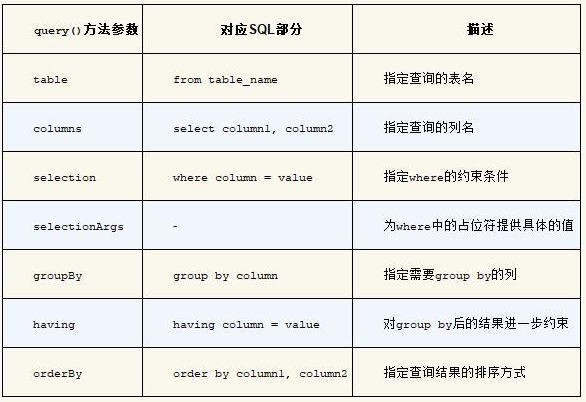 query()方法参数 对应SQL部分 描述
table from table_name 指定查询的表名
columns select column1, column2 指定查询的列名
selection where column = value 指定where的约束条件
selectionArgs - 为where中的占位符提供具体的值
groupBy group by column 指定需要group by的列
having having column = value 对group by后的结果进一步约束
orderBy order by column1, column2 指定查询结果的排序方式